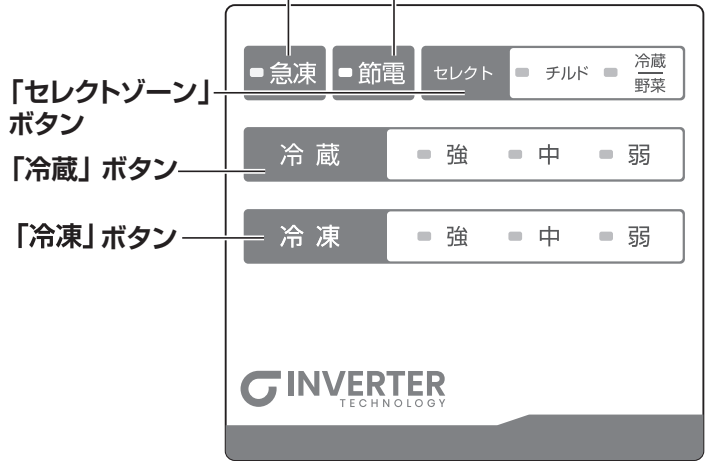 急凍 節電 セレクト チルド 冷蔵
野菜
「セレクトゾーン」
ボタン
「冷蔵」ボタン
冷蔵 強 中 弱
「冷凍」ボタン
冷凍 強 中 弱
INVERTER
TECHNOLOGY